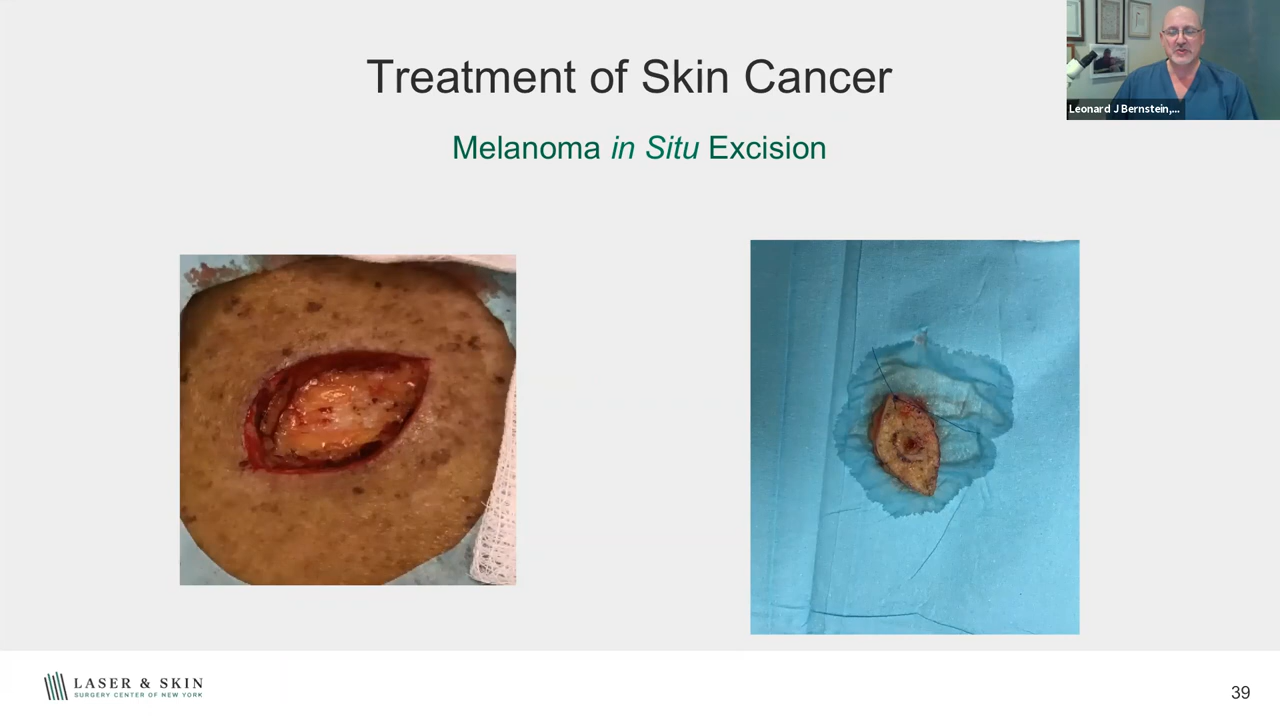 Treatment of Skin Cancer
Melanoma in Situ Excision
Leonard J Bernstein,...
LASER & SKIN
SURGERY CENTER OF NEW YORK
39